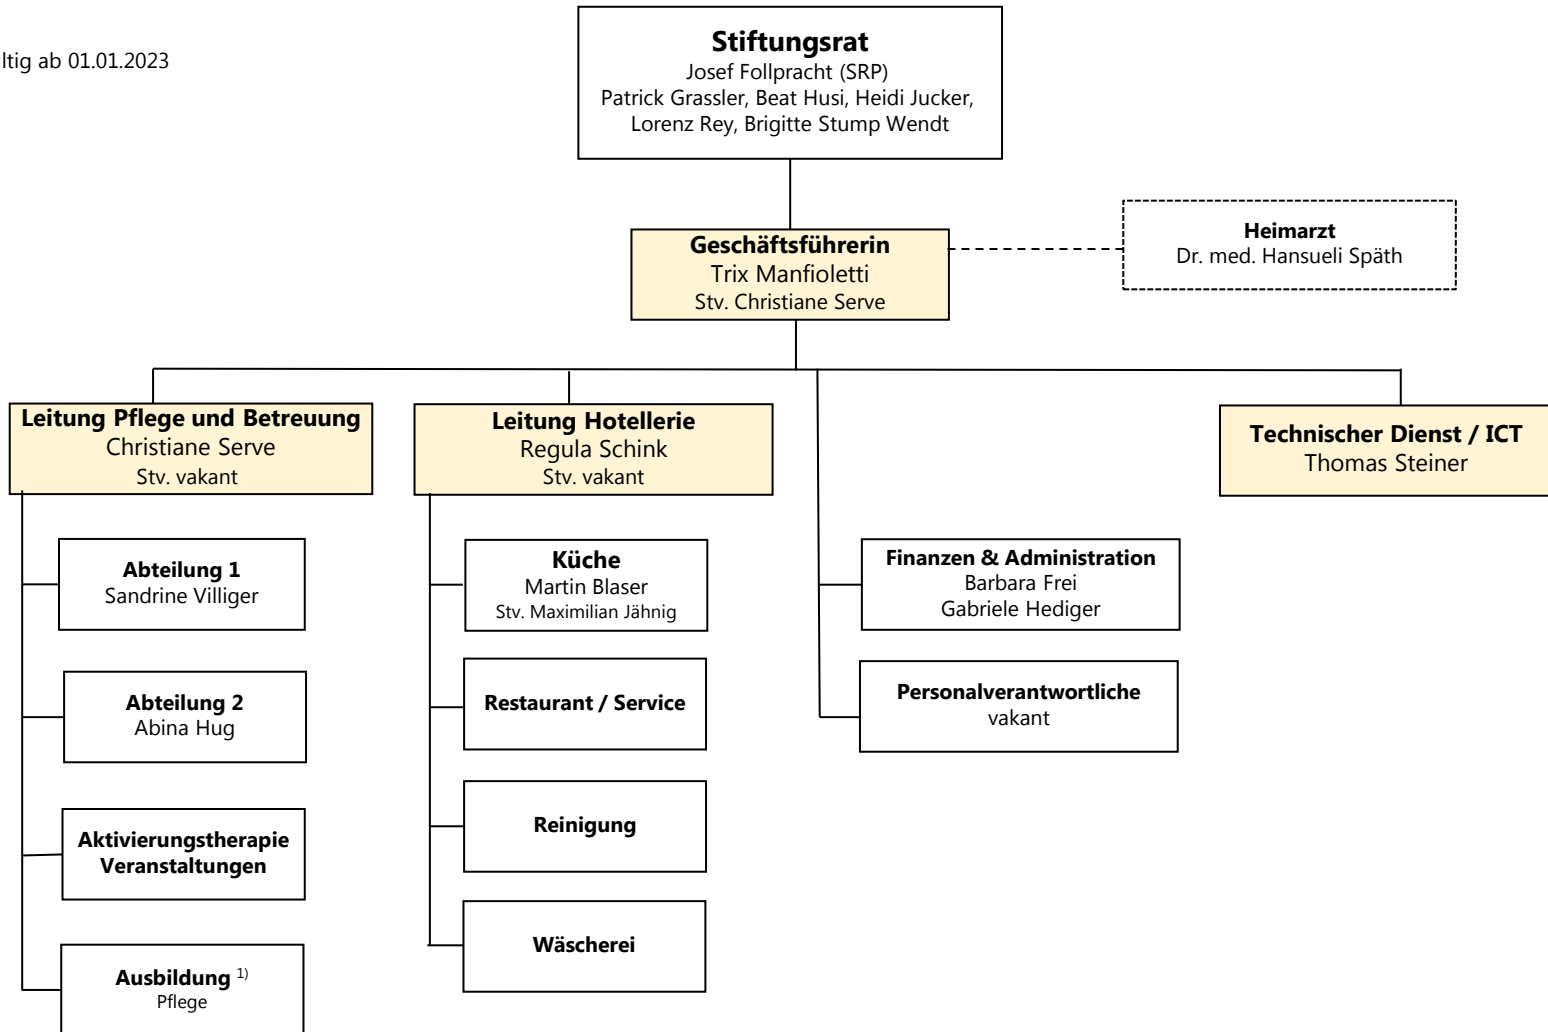 ltig ab 01.01.2023
Stiftungsrat
Josef Follpracht (SRP)
Patrick Grassler, Beat Husi, Heidi Jucker,
Lorenz Rey, Brigitte Stump Wendt
Geschäftsführerin
Trix Manfioletti
Stv. Christiane Serve
Heimarzt
Dr. med. Hansueli Späth
Leitung Pflege und Betreuung
Christiane Serve
Stv. vakant
Leitung Hotellerie
Regula Schink
Stv. vakant
Technischer Dienst / ICT
Thomas Steiner
Abteilung 1
Sandrine Villiger
Küche
Martin Blaser
Stv. Maximilian Jähnig
Finanzen & Administration
Barbara Frei
Gabriele Hediger
Abteilung 2
Abina Hug
Restaurant / Service
Personalverantwortliche
vakant
Aktivierungstherapie
Veranstaltungen
Reinigung
Ausbildung 1)
Pflege
Wäscherei